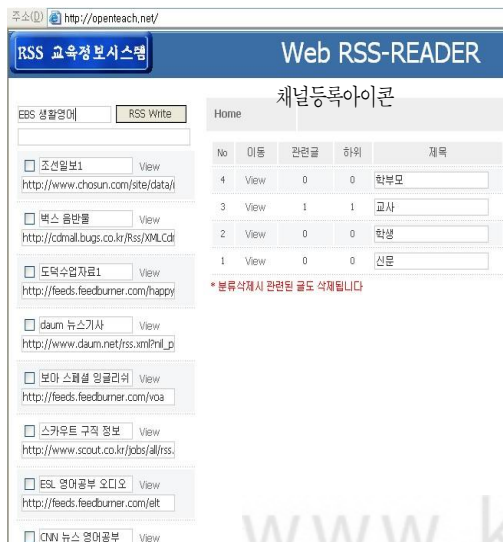 주소(D) http://openteach.net/
RSS 교육정보시스템
Web RSS-READER
채널등록아이콘
EBS 생활영어 RSS Write
Home
조선일보1 View
http://www.chosun.com/site/data/
벅스 음반몰 View
http://cdmall.bugs.co.kr/Rss/XMLCd
도덕수업자료1 View
http://feeds.feedburner.com/happy
daum 뉴스기사 View
http://www.daum.net/rss.xml?nil_p
보아 스페셜 잉글리쉬 View
http://feeds.feedburner.com/voa
스카우트 구직 정보 View
http://www.scout.co.kr/jobs/all/rss.
ESL 영어공부 오디오 View
http://feeds.feedburner.com/elt
CNN 뉴스 영어공부 View
No 이동 관련글 하위 제목
4 View 0 0 학부모
3 View 1 1 교사
2 View 0 0 학생
1 View 0 0 신문
* 분류삭제시 관련된 글도 삭제됩니다
www.k